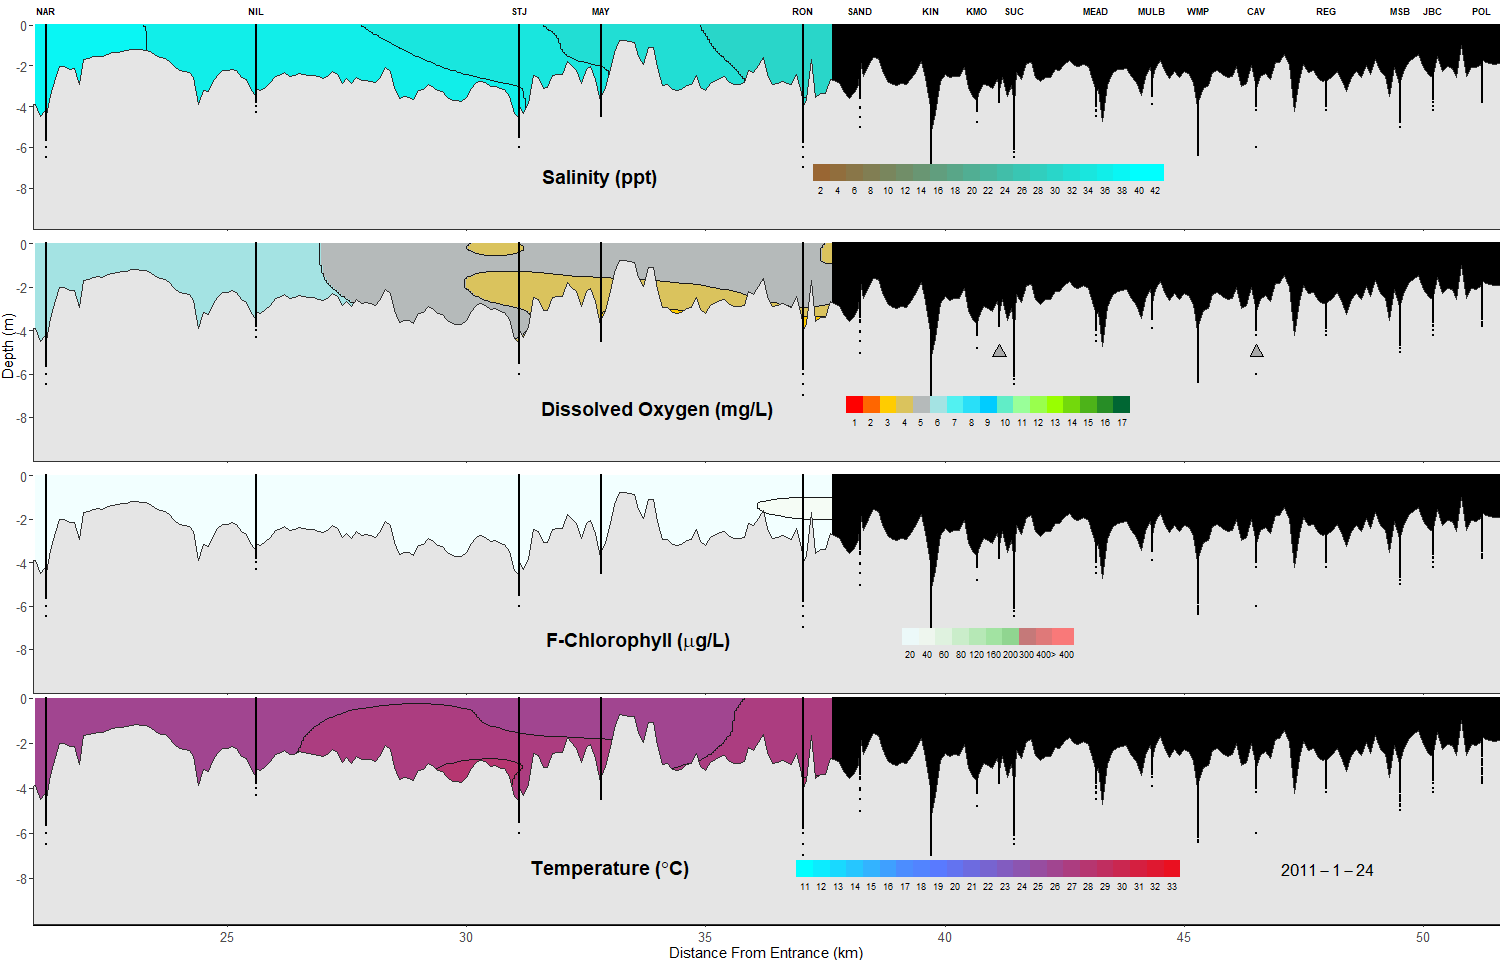 NAR NIL STJ MAY RON SAND KIN KMO SUC MEAD MULB WMP CAV REG MSB JBC POL
0
-2
-4
-6
-8
Salinity (ppt)
2 4 6 8 10 12 14 16 18 20 22 24 26 28 30 32 34 36 38 40 42
0
-2
-4
-6
-8
Depth (m)
Dissolved Oxygen (mg/L)
1 2 3 4 5 6 7 8 9 10 11 12 13 14 15 16 17
0
-2
-4
-6
-8
F-Chlorophyll (μg/L)
20 40 60 80 120 160 200 300 400> 400
0
-2
-4
-6
-8
Temperature (°C)
11 12 13 14 15 16 17 18 19 20 21 22 23 24 25 26 27 28 29 30 31 32 33
2011 – 1 – 24
25 30 35 40 45 50
Distance From Entrance (km)